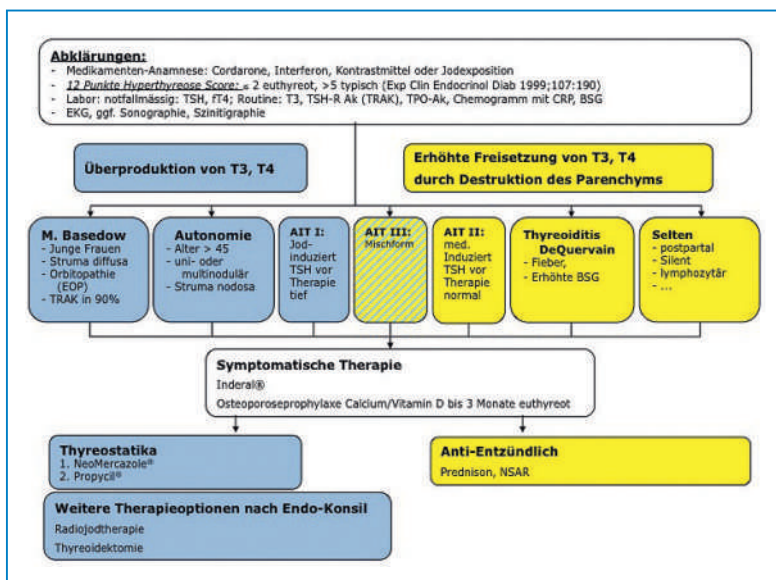 Abklärungen:
- Medikamenten-Anamnese: Cordarone, Interferon, Kontrastmittel oder Jodexposition
- 12 Punkte Hyperthyreose Score: ≤ 2 euthyreot, >5 typisch (Exp Clin Endocrinol Diab 1999;107:190)
- Labor: notfallmässig: TSH, fT4; Routine: T3, TSH-R Ak (TRAK), TPO-Ak, Chemogramm mit CRP, BSG
- EKG, ggf. Sonographie, Szinitigraphie
Überproduktion von T3, T4
Erhöhte Freisetzung von T3, T4
durch Destruktion des Parenchyms
M. Basedow
- Junge Frauen
- Struma diffusa
- Orbitopathie
(EOP)
- TRAK in 90%
Autonomie
- Alter > 45
- uni- oder
multinodulär
- Struma nodosa
AIT I:
Jod-
induziert
TSH vor
Therapie
tief
AIT III:
Mischform
AIT II:
med.
Induziert
TSH vor
Therapie
normal
Thyreoiditis
DeQuervain
- Fieber,
- Erhöhte BSG
Selten
- postpartal
- Silent
- lymphozytär
- ...
Symptomatische Therapie
Inderal®
Osteoporoseprophylaxe Calcium/Vitamin D bis 3 Monate euthyreot
Thyreostatika
1. NeoMercazole®
2. Propycil®
Anti-Entzündlich
Prednison, NSAR
Weitere Therapieoptionen nach Endo-Konsil
Radiojodtherapie
Thyreoidektomie